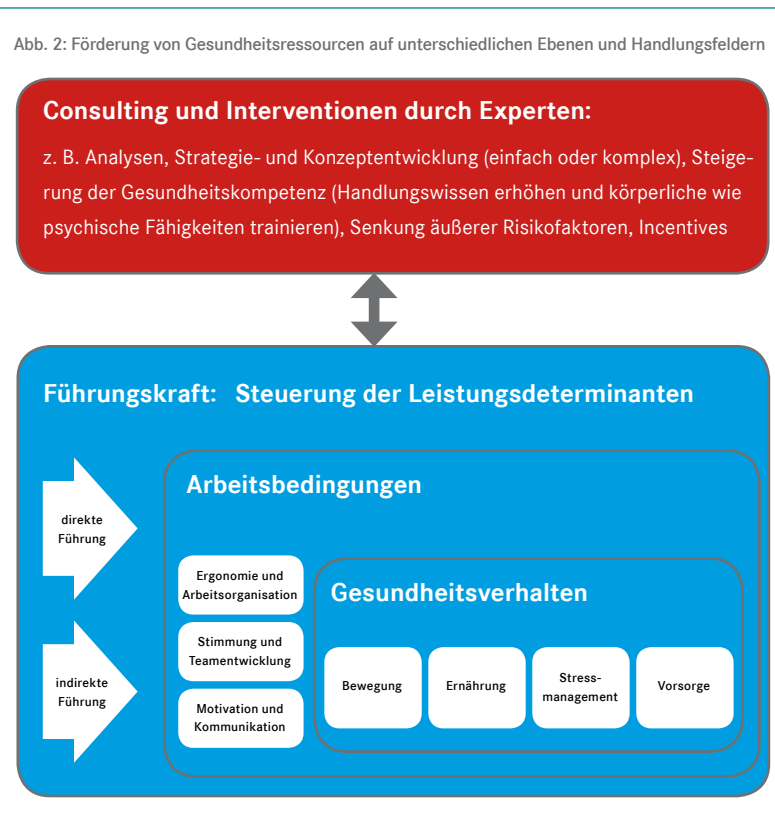 Abb. 2: Förderung von Gesundheitsressourcen auf unterschiedlichen Ebenen und Handlungsfeldern
Consulting und Interventionen durch Experten:
z. B. Analysen, Strategie- und Konzeptentwicklung (einfach oder komplex), Steige-
rung der Gesundheitskompetenz (Handlungswissen erhöhen und körperliche wie
psychische Fähigkeiten trainieren), Senkung äußerer Risikofaktoren, Incentives
Führungskraft: Steuerung der Leistungsdeterminanten
direkte
Führung
indirekte
Führung
Arbeitsbedingungen
Ergonomie und
Arbeitsorganisation
Stimmung und
Teamentwicklung
Motivation und
Kommunikation
Gesundheitsverhalten
Bewegung
Ernährung
Stress-
management
Vorsorge